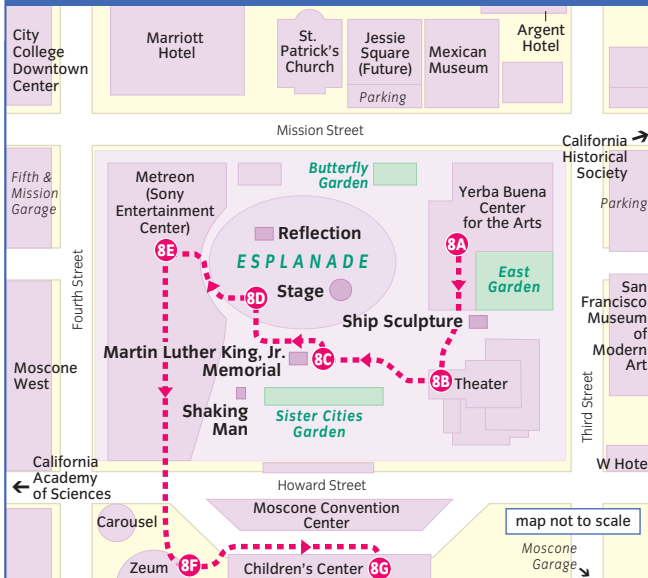 City
College
Downtown
Center
Marriott
Hotel
St.
Patrick's
Church
Jessie
Square
(Future)
Parking
Mexican
Museum
Argent
Hotel
Mission Street
California
Historical
Society
Fifth &
Mission
Garage
Metreon
(Sony
Entertainment
Center)
Butterfly
Garden
Yerba Buena
Center
for the Arts
Parking
8E
Reflection
8A
ESPLANADE
East
Garden
Fourth Street
8D
Stage
San
Francisco
Museum
of
Modern
Art
Ship Sculpture
Martin Luther King, Jr.
Memorial
8C
Moscone
West
8B
Theater
Third Street
Shaking
Man
Sister Cities
Garden
California
Academy
of Sciences
W Hote
Howard Street
Carousel
Moscone Convention
Center
map not to scale
Moscone
Garage
Zeum
8F
Children's Center
8G